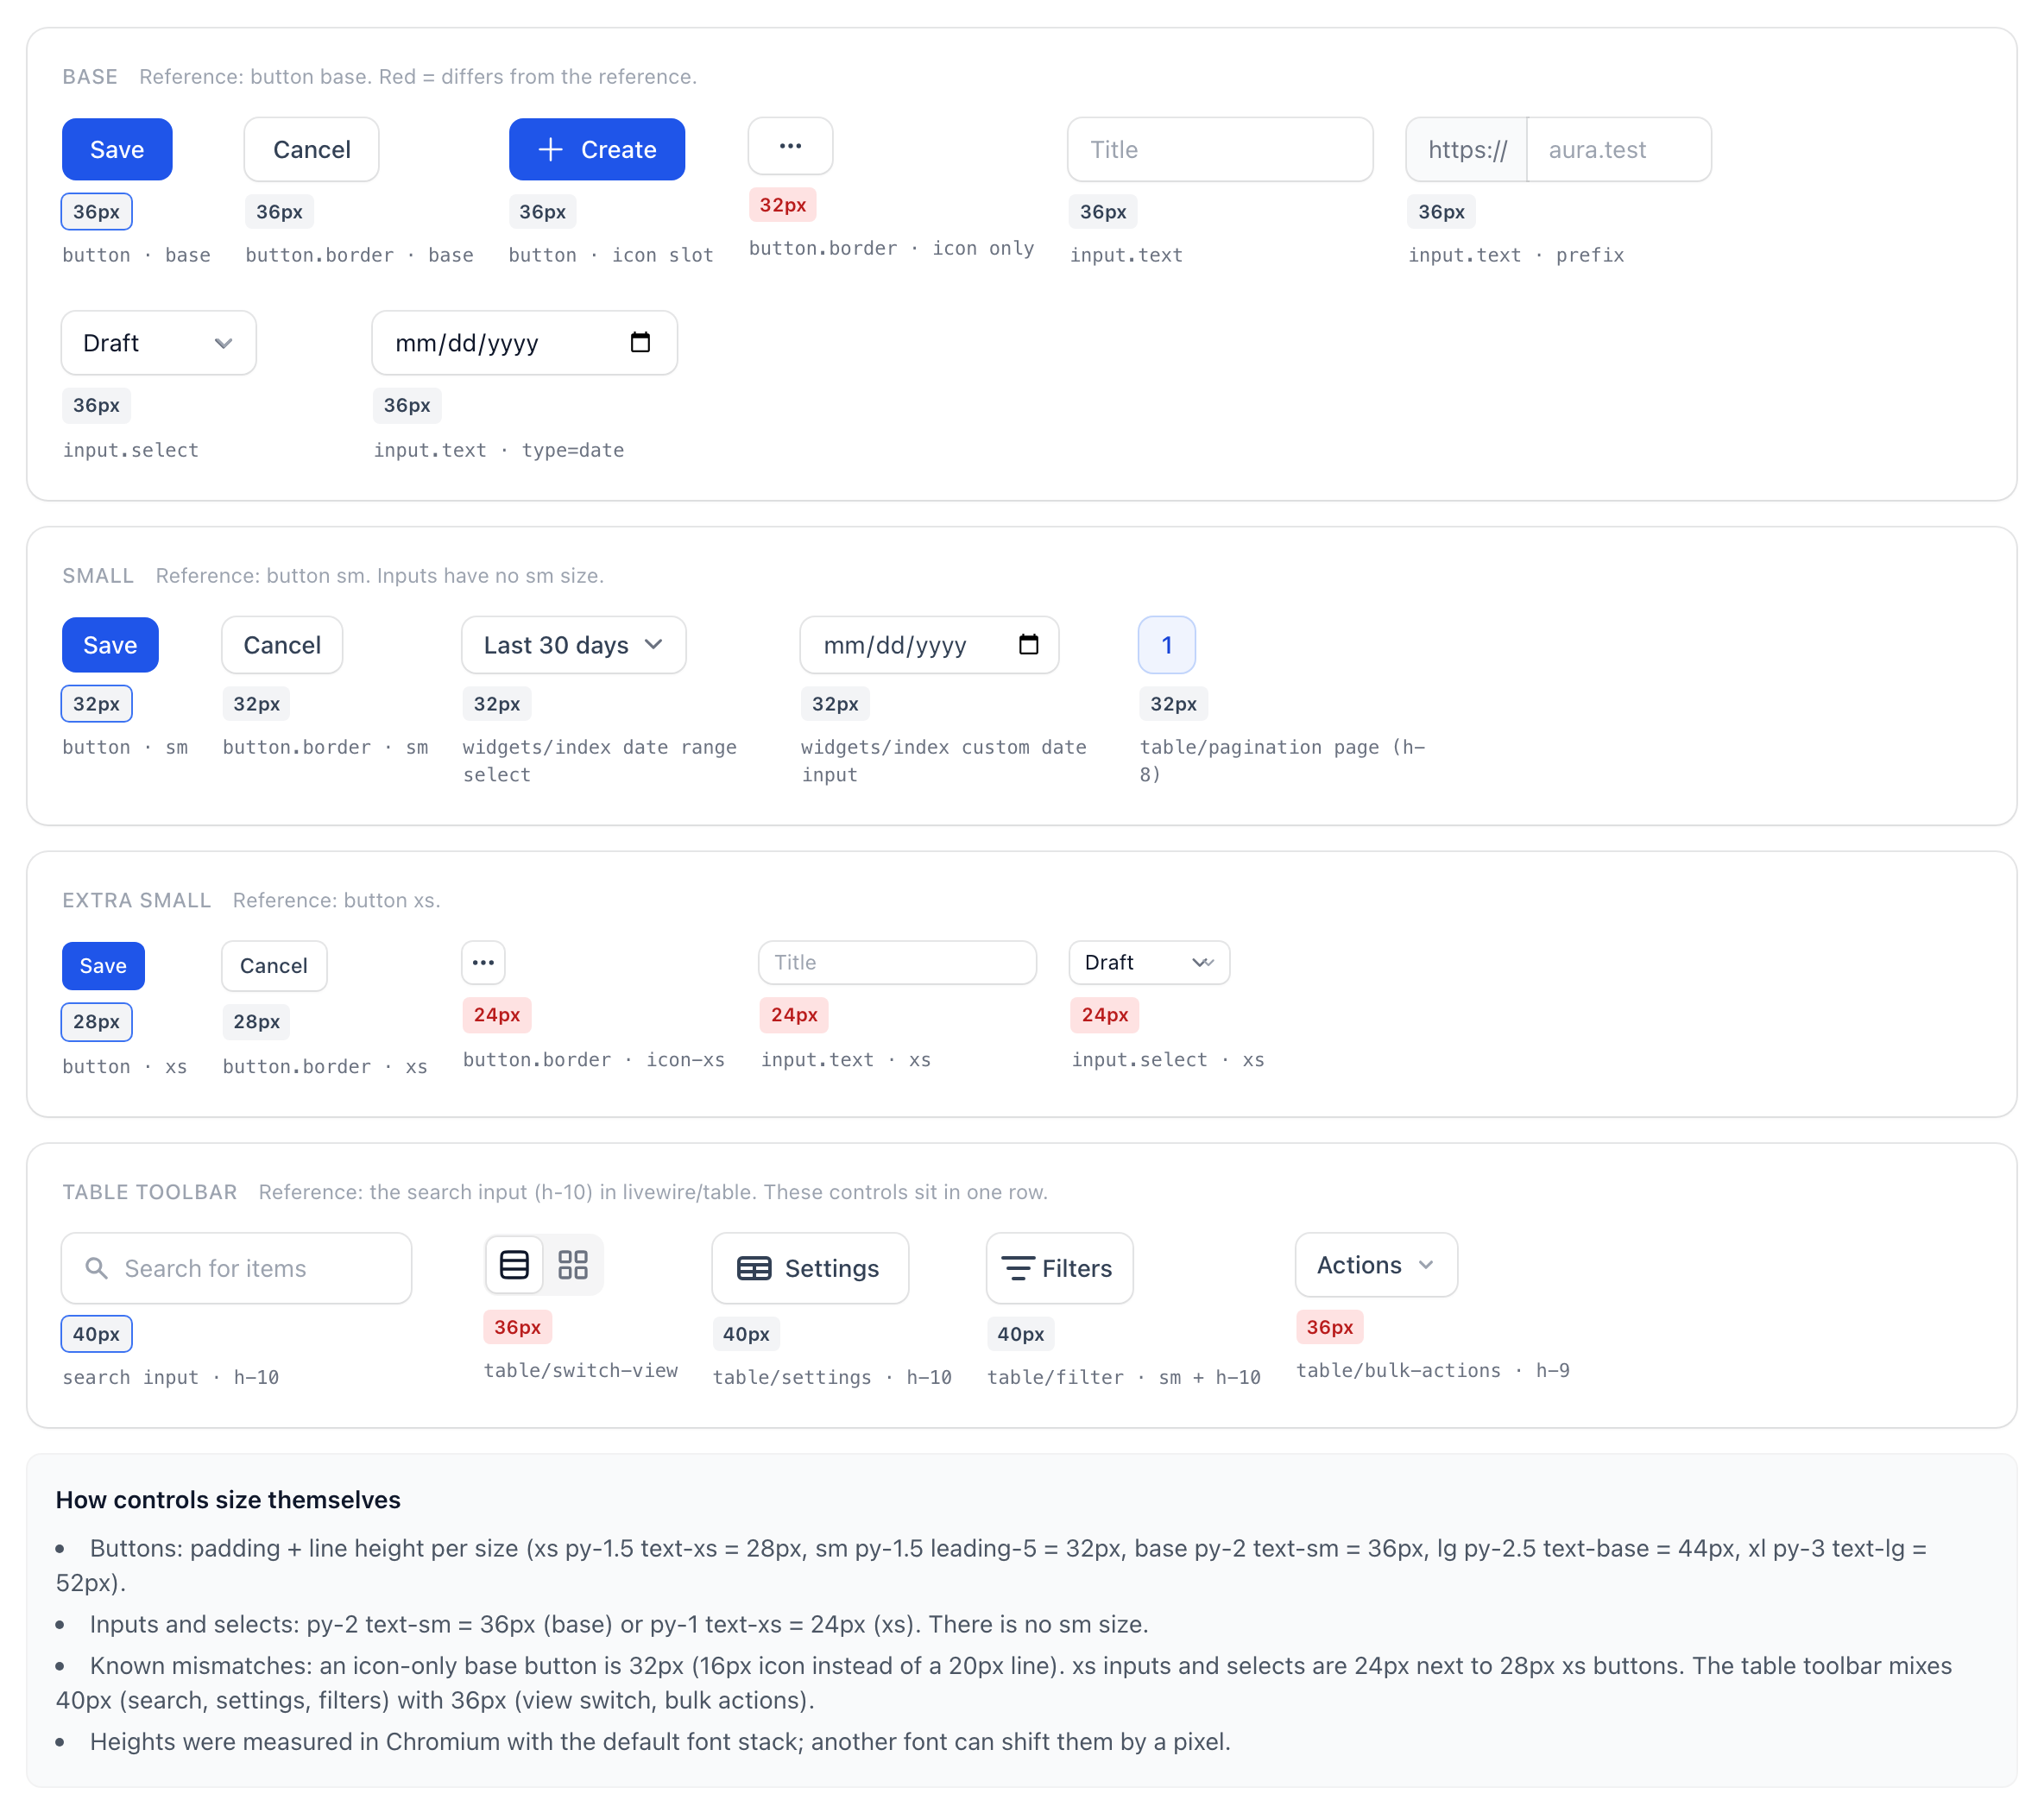 BASE Reference: button base. Red = differs from the reference.
Save Cancel Create Title https:// aura.test
36px 36px 36px 32px 36px 36px
button · base button.border · base button · icon slot button.border · icon only input.text input.text · prefix
Draft mm/dd/yyyy
36px 36px
input.select input.text · type=date
SMALL Reference: button sm. Inputs have no sm size.
Save Cancel Last 30 days mm/dd/yyyy 1
32px 32px 32px 32px 32px
button · sm button.border · sm widgets/index date range widgets/index custom date table/pagination page (h-
select input 8)
EXTRA SMALL Reference: button xs.
Save Cancel Title Draft
28px 28px 24px 24px 24px
button · xs button.border · xs button.border · icon-xs input.text · xs input.select · xs
TABLE TOOLBAR Reference: the search input (h-10) in livewire/table. These controls sit in one row.
Search for items Settings Filters Actions
40px 36px 40px 40px 36px
search input · h-10 table/switch-view table/settings · h-10 table/filter · sm + h-10 table/bulk-actions · h-9
How controls size themselves
• Buttons: padding + line height per size (xs py-1.5 text-xs = 28px, sm py-1.5 leading-5 = 32px, base py-2 text-sm = 36px, lg py-2.5 text-base = 44px, xl py-3 text-lg =
52px).
• Inputs and selects: py-2 text-sm = 36px (base) or py-1 text-xs = 24px (xs). There is no sm size.
• Known mismatches: an icon-only base button is 32px (16px icon instead of a 20px line). xs inputs and selects are 24px next to 28px xs buttons. The table toolbar mixes
40px (search, settings, filters) with 36px (view switch, bulk actions).
• Heights were measured in Chromium with the default font stack; another font can shift them by a pixel.